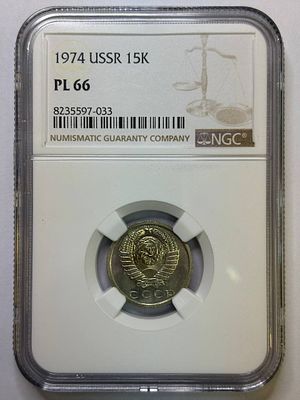 1974 USSR 15K
PL 66
8235597-033
NUMISMATIC GUARANTY COMPANY NGC®
СССР